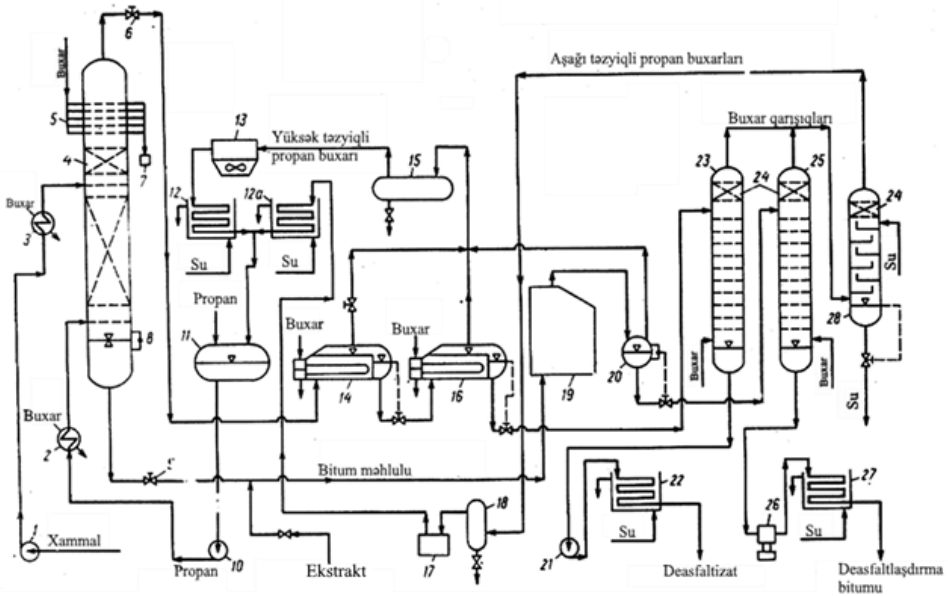 6
Buxar
5
4
7
Buxar
3
8
Buxar
2
1
Xammal
13
Yüksək təzyiqli
propan buxarı
15
12
12a
Su
Su
Propan
11
Buxar
14
Buxar
16
Aşağı təzyiqli propan buxarları
Buxar qarışıqları
23
24
25
24
Su
28
Su
19
20
Buxar
Buxar
Bitum məhlulu
18
17
10
Propan
Ekstrakt
21
Su
22
26
Su
27
Deasfaltizat
Deasfaltlaşdırma
bitumu